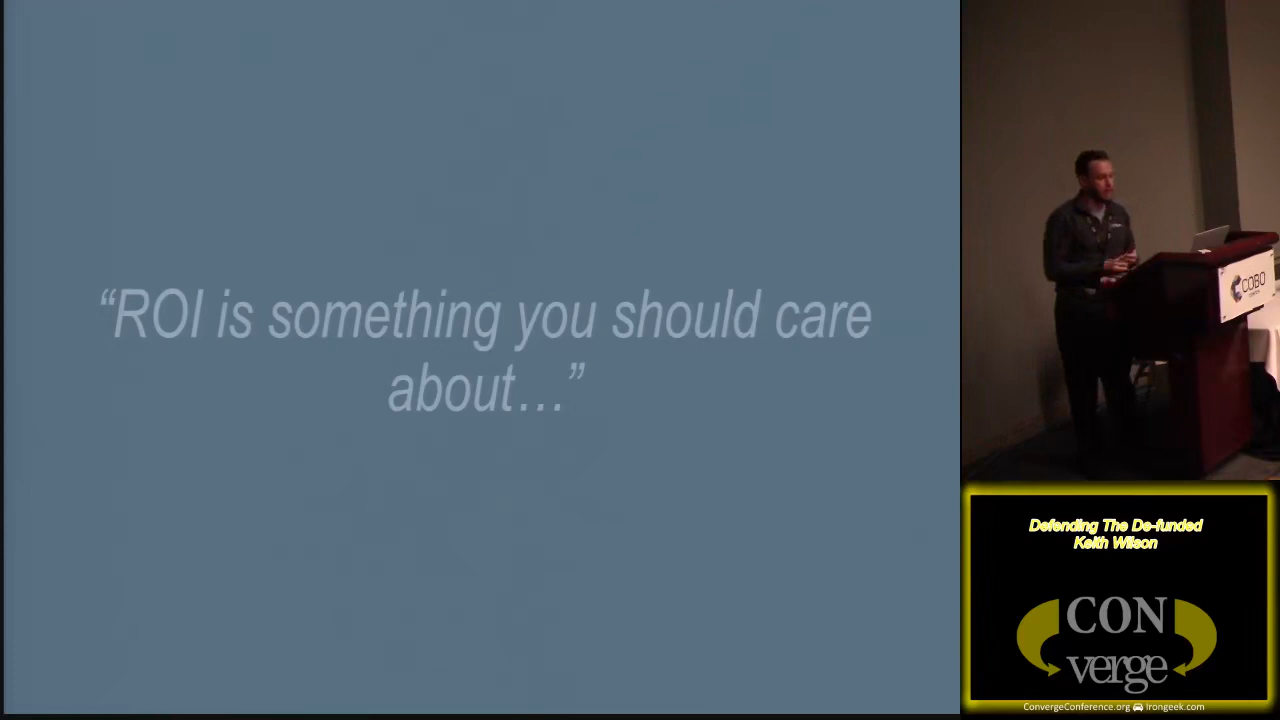 “ROI is something you should care
about…”
COBO
Defending The De-funded
Keith Wilson
CON
verge
ConvergeConference.org Irongeek.com